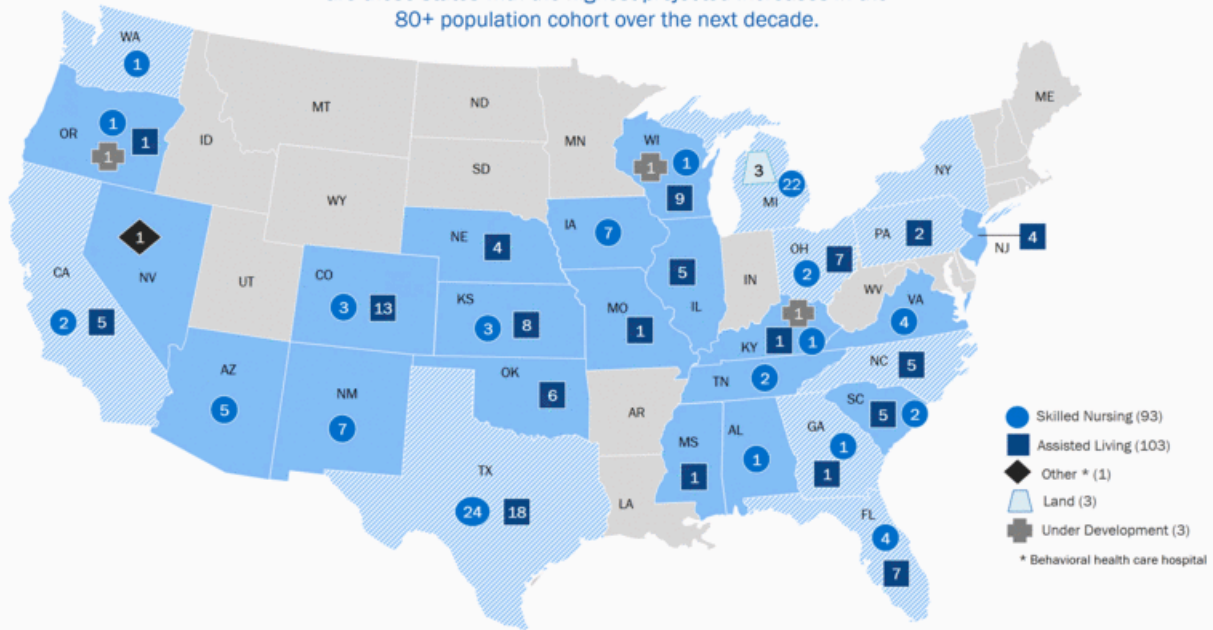 80+ population cohort over the next decade.
WA
1
OR
1
1
1
ID
MT
ND
MN
SD
WY
NV
1
UT
CA
2
5
CO
3
13
NE
4
KS
3
8
IA
7
WI
1
1
9
MI
3
22
IL
5
IN
OH
2
7
NY
PA
2
NJ
4
ME
WV
VA
4
KY
1
1
1
MO
1
TN
2
NC
5
SC
5
2
AZ
5
NM
7
OK
6
AR
TX
24
18
LA
MS
1
AL
1
GA
1
1
FL
4
7
Skilled Nursing (93)
Assisted Living (103)
Other * (1)
Land (3)
Under Development (3)
* Behavioral health care hospital